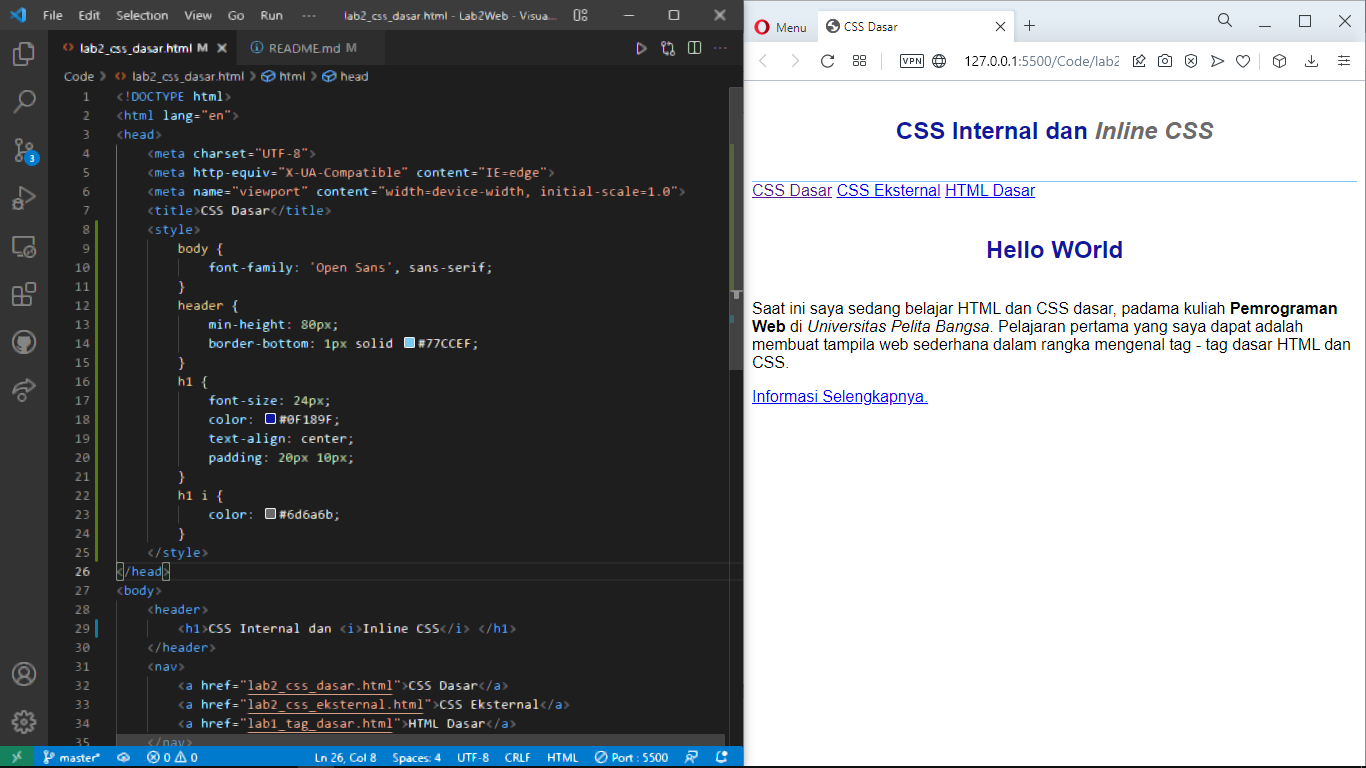 File Edit Selection View Go Run ··· lab2_css_dasar.html - Lab2Web - Visua...
lab2_css_dasar.html M README.md M
Code > lab2_css_dasar.html > html > head
1 <!DOCTYPE html>
2 <html lang="en">
3 <head>
4 <meta charset="UTF-8">
5 <meta http-equiv="X-UA-Compatible" content="IE=edge">
6 <meta name="viewport" content="width=device-width, initial-scale=1.0">
7 <title>CSS Dasar</title>
8 <style>
9 body {
10 font-family: 'Open Sans', sans-serif;
11 }
12 header {
13 min-height: 80px;
14 border-bottom: 1px solid #77CCEF;
15 }
16 h1 {
17 font-size: 24px;
18 color: #0F189F;
19 text-align: center;
20 padding: 20px 10px;
21 }
22 h1 i {
23 color: #6d6a6b;
24 }
25 </style>
26 </head>
27 <body>
28 <header>
29 <h1>CSS Internal dan <i>Inline CSS</i> </h1>
30 </header>
31 <nav>
32 <a href="lab2_css_dasar.html">CSS Dasar</a>
33 <a href="lab2_css_eksternal.html">CSS Eksternal</a>
34 <a href="lab1_tag_dasar.html">HTML Dasar</a>
35 </nav>
3
master* 0 0 Ln 26, Col 8 Spaces: 4 UTF-8 CRLF HTML Port : 5500
Menu CSS Dasar
VPN 127.0.0.1:5500/Code/lab2
CSS Internal dan Inline CSS
CSS Dasar CSS Eksternal HTML Dasar
Hello WOrld
Saat ini saya sedang belajar HTML dan CSS dasar, padama kuliah Pemrograman
Web di Universitas Pelita Bangsa. Pelajaran pertama yang saya dapat adalah
membuat tampila web sederhana dalam rangka mengenal tag - tag dasar HTML dan
CSS.
Informasi Selengkapnya.